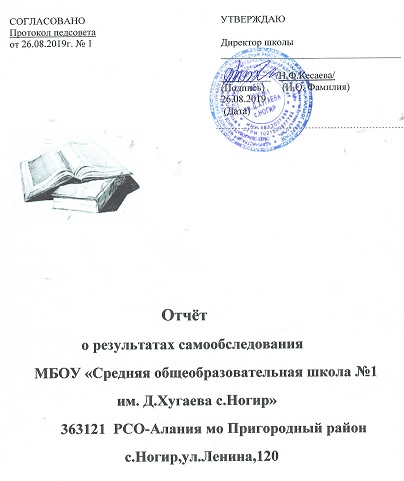 СОГЛАСОВАНО
Протокол педсовета
от 26.08.2019г. № 1
УТВЕРЖДАЮ
Директор школы
/Н.Ф.Кесаева/
(Подпись) (И.О. Фамилия)
26.08.2019
(Дата)
Д.ХУГАЕВА
с.НОГИР
Отчёт
о результатах самообследования
МБОУ «Средняя общеобразовательная школа №1
им. Д.Хугаева с.Ногир»
363121 РСО-Алания мо Пригородный район
с.Ногир,ул.Ленина,120